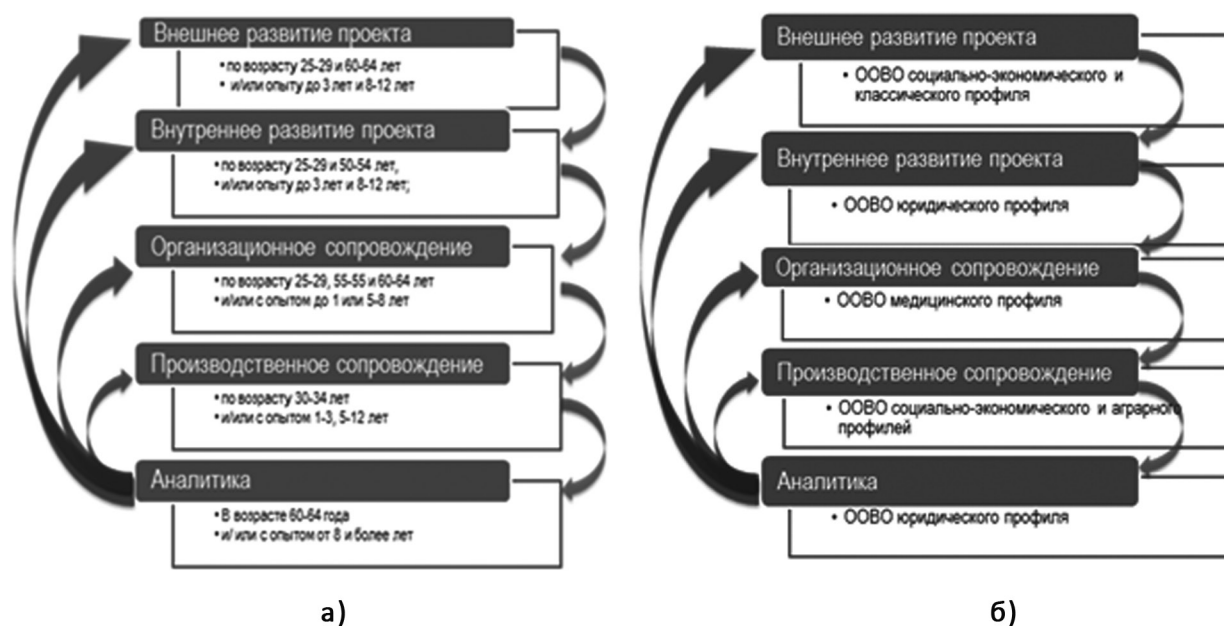 Внешнее развитие проекта
• по возрасту 25-29 и 60-64 лет
• и/или опыту до 3 лет и 8-12 лет
Внутреннее развитие проекта
• по возрасту 25-29 и 50-54 лет,
• и/или опыту до 3 лет и 8-12 лет;
Организационное сопровождение
• по возрасту 25-29, 55-55 и 60-64 лет
• и/или с опытом до 1 или 5-8 лет
Производственное сопровождение
• по возрасту 30-34 лет
• и/или с опытом 1-3, 5-12 лет
Аналитика
• В возрасте 60-64 года
• и/ или с опытом от 8 и более лет
а)
Внешнее развитие проекта
• ООВО социально-экономического и
классического профиля
Внутреннее развитие проекта
• ООВО юридического профиля
Организационное сопровождение
• ООВО медицинского профиля
Производственное сопровождение
• ООВО социально-экономического и аграрного
профилей
Аналитика
• ООВО юридического профиля
б)